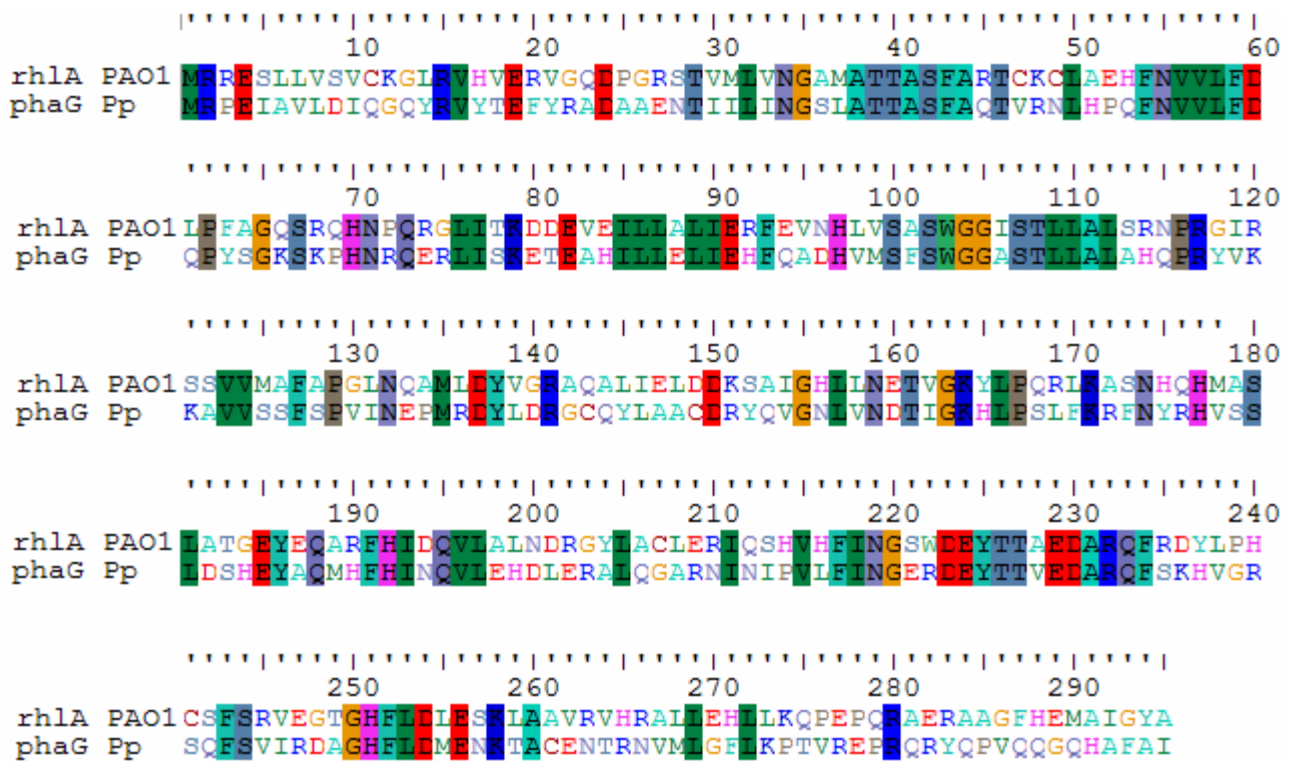 10 20 30 40 50 60
rhlA PAO1 MRRESLLVSVCKGLRVHVERVGQDPGRSTVMLVNGAMATTASFARTCKCLAEHFNVVLFD
phaG Pp MRPEIAVLDIQGQYRVYTEFYRADAAENTIILINGSLATTASFAQTVRNLHPQFNVVLFD
70 80 90 100 110 120
rhlA PAO1 LPFAGQSRQHNPQRGLITKDDEVEILLALIERFEVNHLVSASWGGISTLLALSRNPRGIR
phaG Pp QPYSGKSKPHNRQERLISKETEAHILLELIEHFQADHVMSFSWGGASTLLALAHQPRYVK
130 140 150 160 170 180
rhlA PAO1 SSVVMAFAPGLNQAMLDYVGRAQALIELDDKSAIGHLLNETVGKYLPQRLKASNHQHMAS
phaG Pp KAVVSSFSPVINEPMRDYLDRGCQYLAACDRYQVGNLVNDTIGKHLPSLFKRFNYRHVSS
190 200 210 220 230 240
rhlA PAO1 LATGEYEQARFHIDQVLALNDRGYLACLERIQSHVHFINGSWDEYTTAEDARQFRDYLPH
phaG Pp LDSHEYAQMHFHINQVLEHDLERALQGARNINIPVLFINGERDEYTTVEDARQFSKHVGR
250 260 270 280 290
rhlA PAO1 CSFSRVEGTGHFLDLESKLAAVRVHRALLEHLLKQPEPQRAERAAGFHEMAIGYA
phaG Pp SQFSVIRDAGHFLDMENKTACENTRNVMLGFLKPTVREPRQRYQPVQQGQHAFAI